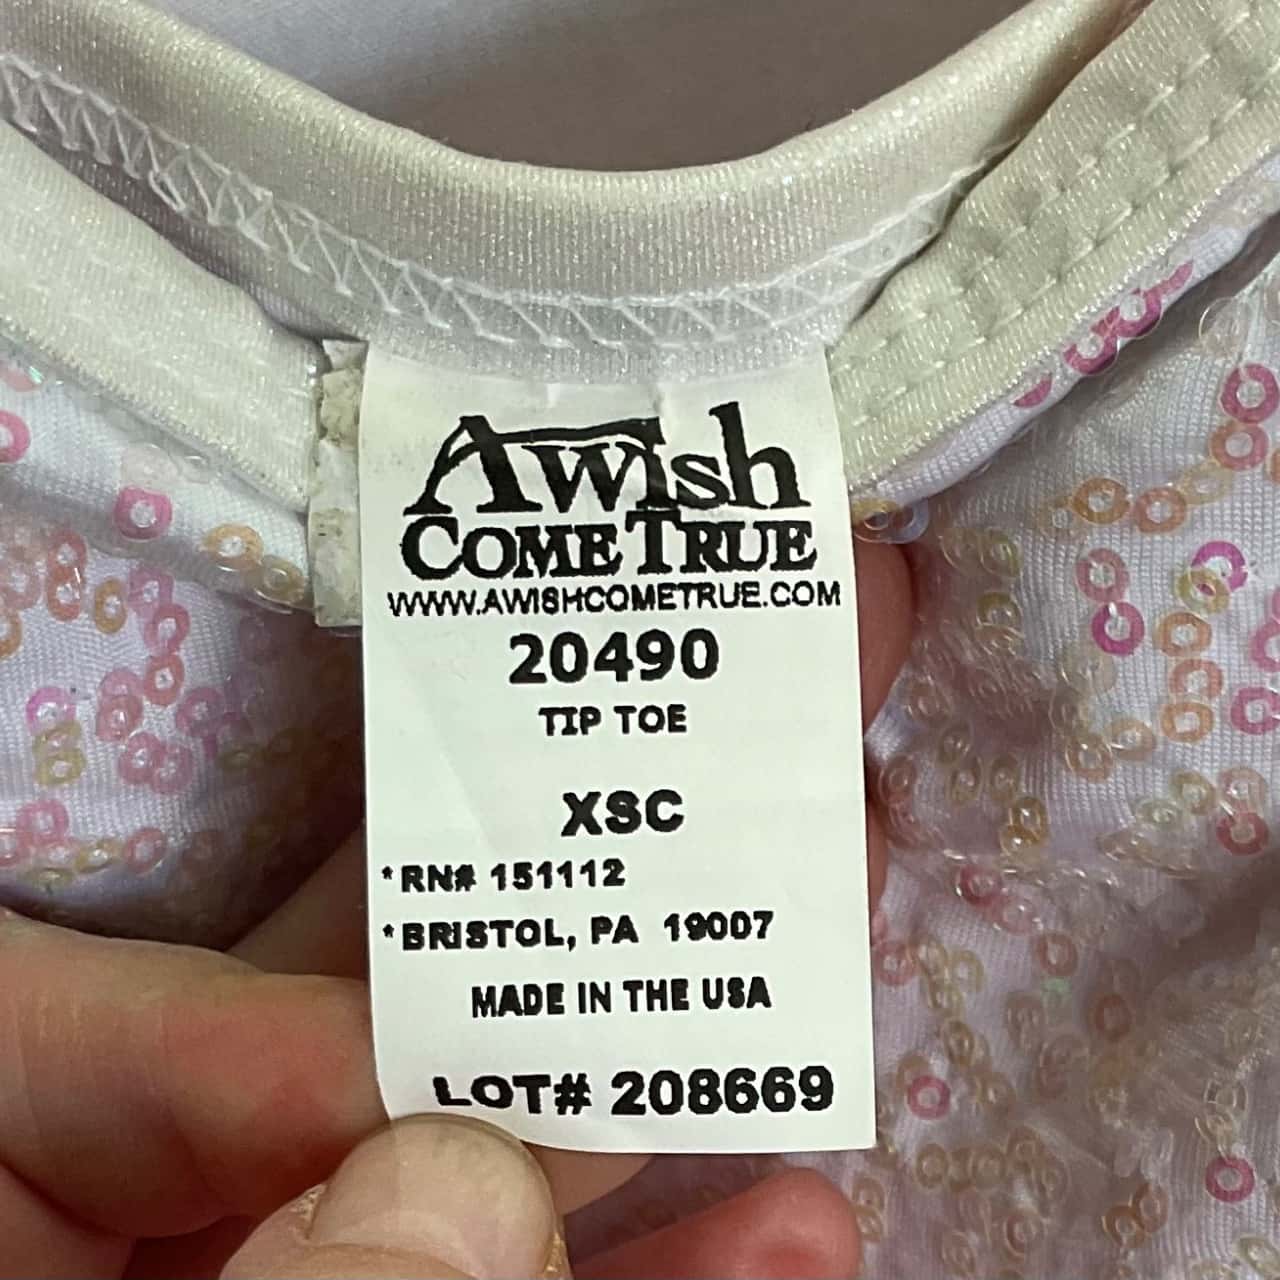 A wish
COME TRUE
WWW.AWISHCOMETRUE.COM
20490
TIP TOE
XSC
*RN# 151112
*BRISTOL, PA 19007
MADE IN THE USA
LOT# 208669